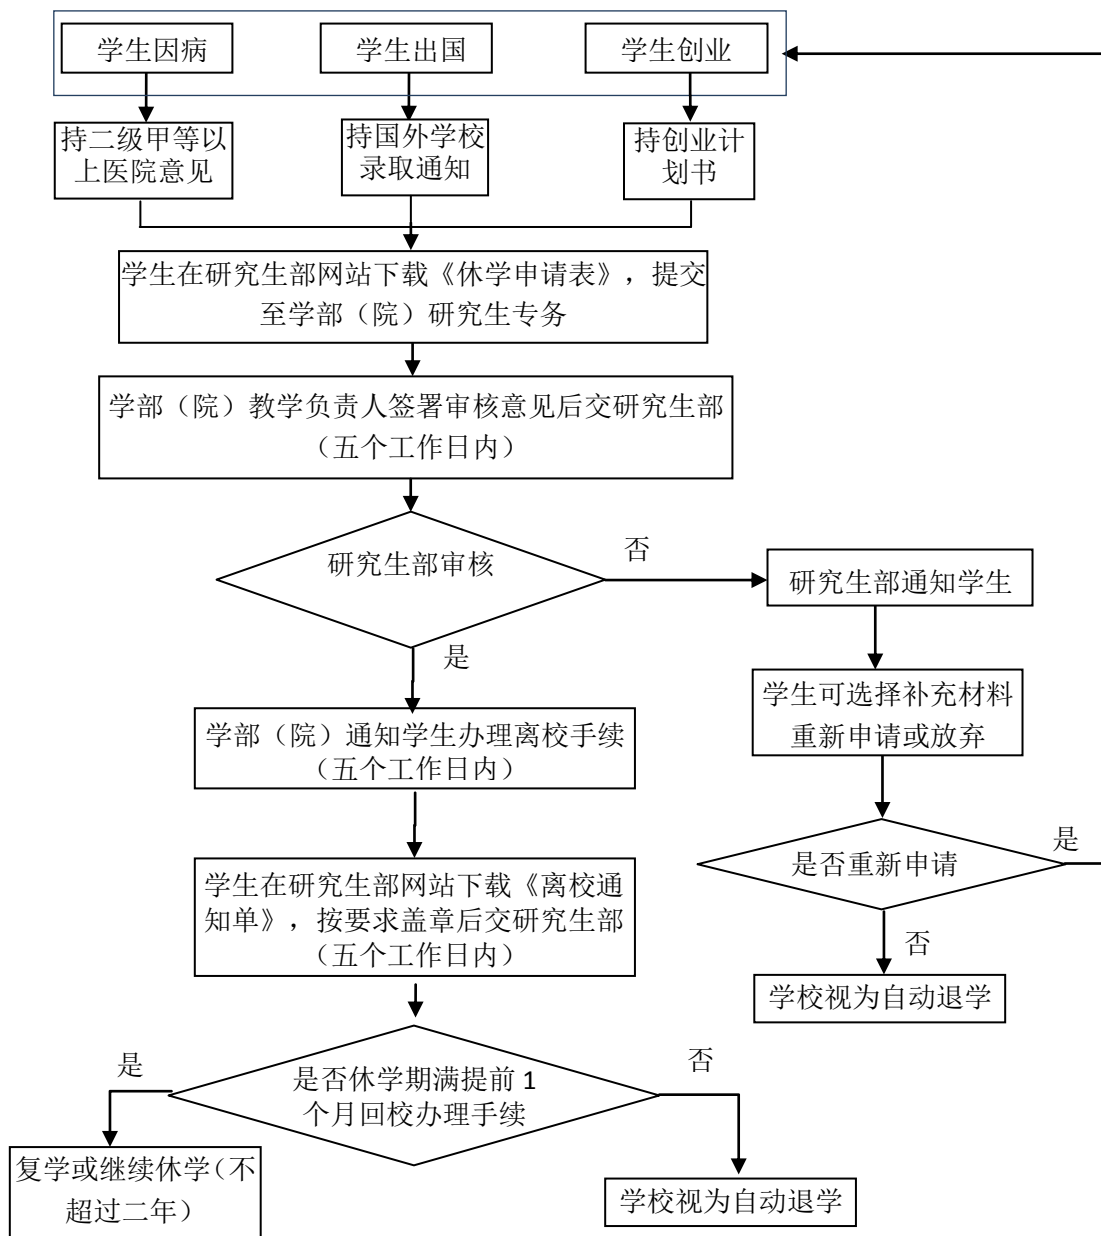 学生因病
学生出国
学生创业
持二级甲等以
上医院意见
持国外学校
录取通知
持创业计
划书
学生在研究生部网站下载《休学申请表》，提交
至学部（院）研究生专务
学部（院）教学负责人签署审核意见后交研究生部
（五个工作日内）
研究生部审核
否
研究生部通知学生
是
学生可选择补充材料
重新申请或放弃
学部（院）通知学生办理离校手续
（五个工作日内）
是否重新申请
是
学生在研究生部网站下载《离校通
知单》，按要求盖章后交研究生部
（五个工作日内）
否
学校视为自动退学
是否休学期满提前 1
个月回校办理手续
是
否
复学或继续休学（不
超过二年）
学校视为自动退学